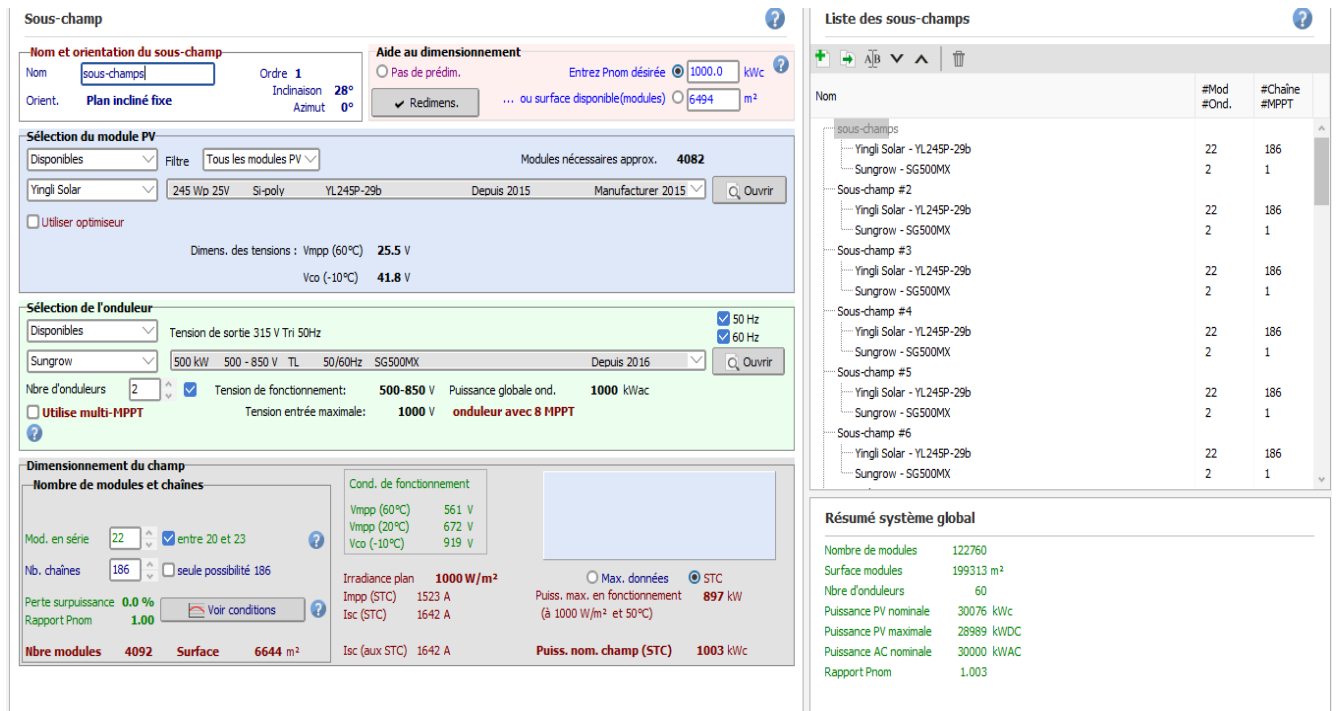 Sous-champ
Nom et orientation du sous-champ
Nom sous-champs Ordre 1
Inclinaison 28°
Orient. Plan incliné fixe Azimut 0°
Aide au dimensionnement
Pas de prédim. Entrez Pnom désirée 1000.0 kWc
Redimens. ... ou surface disponible(modules) 6494 m²
Sélection du module PV
Disponibles Filtre Tous les modules PV Modules nécessaires approx. 4082
Yingli Solar 245 Wp 25V Si-poly YL245P-29b Depuis 2015 Manufacturer 2015 Ouvrir
Utiliser optimiseur
Dimens. des tensions : Vmpp (60°C) 25.5 V
Vco (-10°C) 41.8 V
Sélection de l'onduleur
Disponibles Tension de sortie 315 V Tri 50Hz
50 Hz
60 Hz
Sungrow 500 kW 500 - 850 V TL 50/60Hz SG500MX Depuis 2016 Ouvrir
Nbre d'onduleurs 2 Tension de fonctionnement: 500-850 V Puissance globale ond. 1000 kWac
Utilise multi-MPPT Tension entrée maximale: 1000 V onduleur avec 8 MPPT
Dimensionnement du champ
Nombre de modules et chaînes
Mod. en série 22 entre 20 et 23
Nb. chaînes 186 seule possibilité 186
Perte surpuissance 0.0 %
Rapport Pnom 1.00
Voir conditions
Nbre modules 4092 Surface 6644 m²
Cond. de fonctionnement
Vmpp (60°C) 561 V
Vmpp (20°C) 672 V
Vco (-10°C) 919 V
Irradiance plan 1000 W/m²
Impp (STC) 1523 A
Isc (STC) 1642 A
Isc (aux STC) 1642 A
Max. données STC
Puiss. max. en fonctionnement 897 kW
(à 1000 W/m² et 50°C)
Puiss. nom. champ (STC) 1003 kWc
Liste des sous-champs
Nom #Mod #Chaîne
#Ond. #MPPT
sous-champs
Yingli Solar - YL245P-29b 22 186
Sungrow - SG500MX 2 1
Sous-champ #2
Yingli Solar - YL245P-29b 22 186
Sungrow - SG500MX 2 1
Sous-champ #3
Yingli Solar - YL245P-29b 22 186
Sungrow - SG500MX 2 1
Sous-champ #4
Yingli Solar - YL245P-29b 22 186
Sungrow - SG500MX 2 1
Sous-champ #5
Yingli Solar - YL245P-29b 22 186
Sungrow - SG500MX 2 1
Sous-champ #6
Yingli Solar - YL245P-29b 22 186
Sungrow - SG500MX 2 1
Résumé système global
Nombre de modules 122760
Surface modules 199313 m²
Nbre d'onduleurs 60
Puissance PV nominale 30076 kWc
Puissance PV maximale 28989 kWDC
Puissance AC nominale 30000 kWAC
Rapport Pnom 1.003